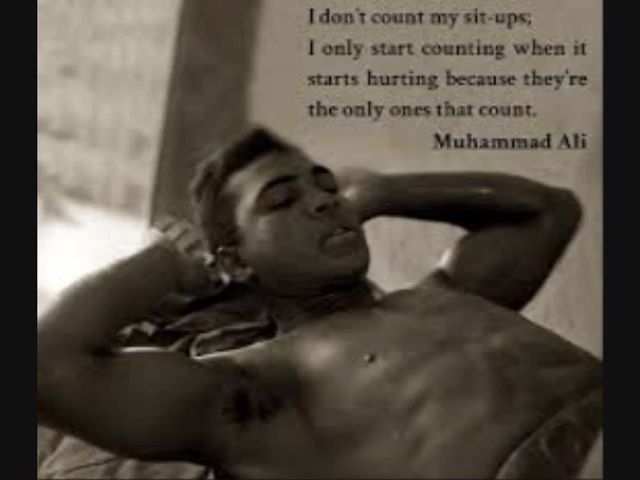 I don't count my sit-ups;
I only start counting when it
starts hurting because they're
the only ones that count.
Muhammad Ali